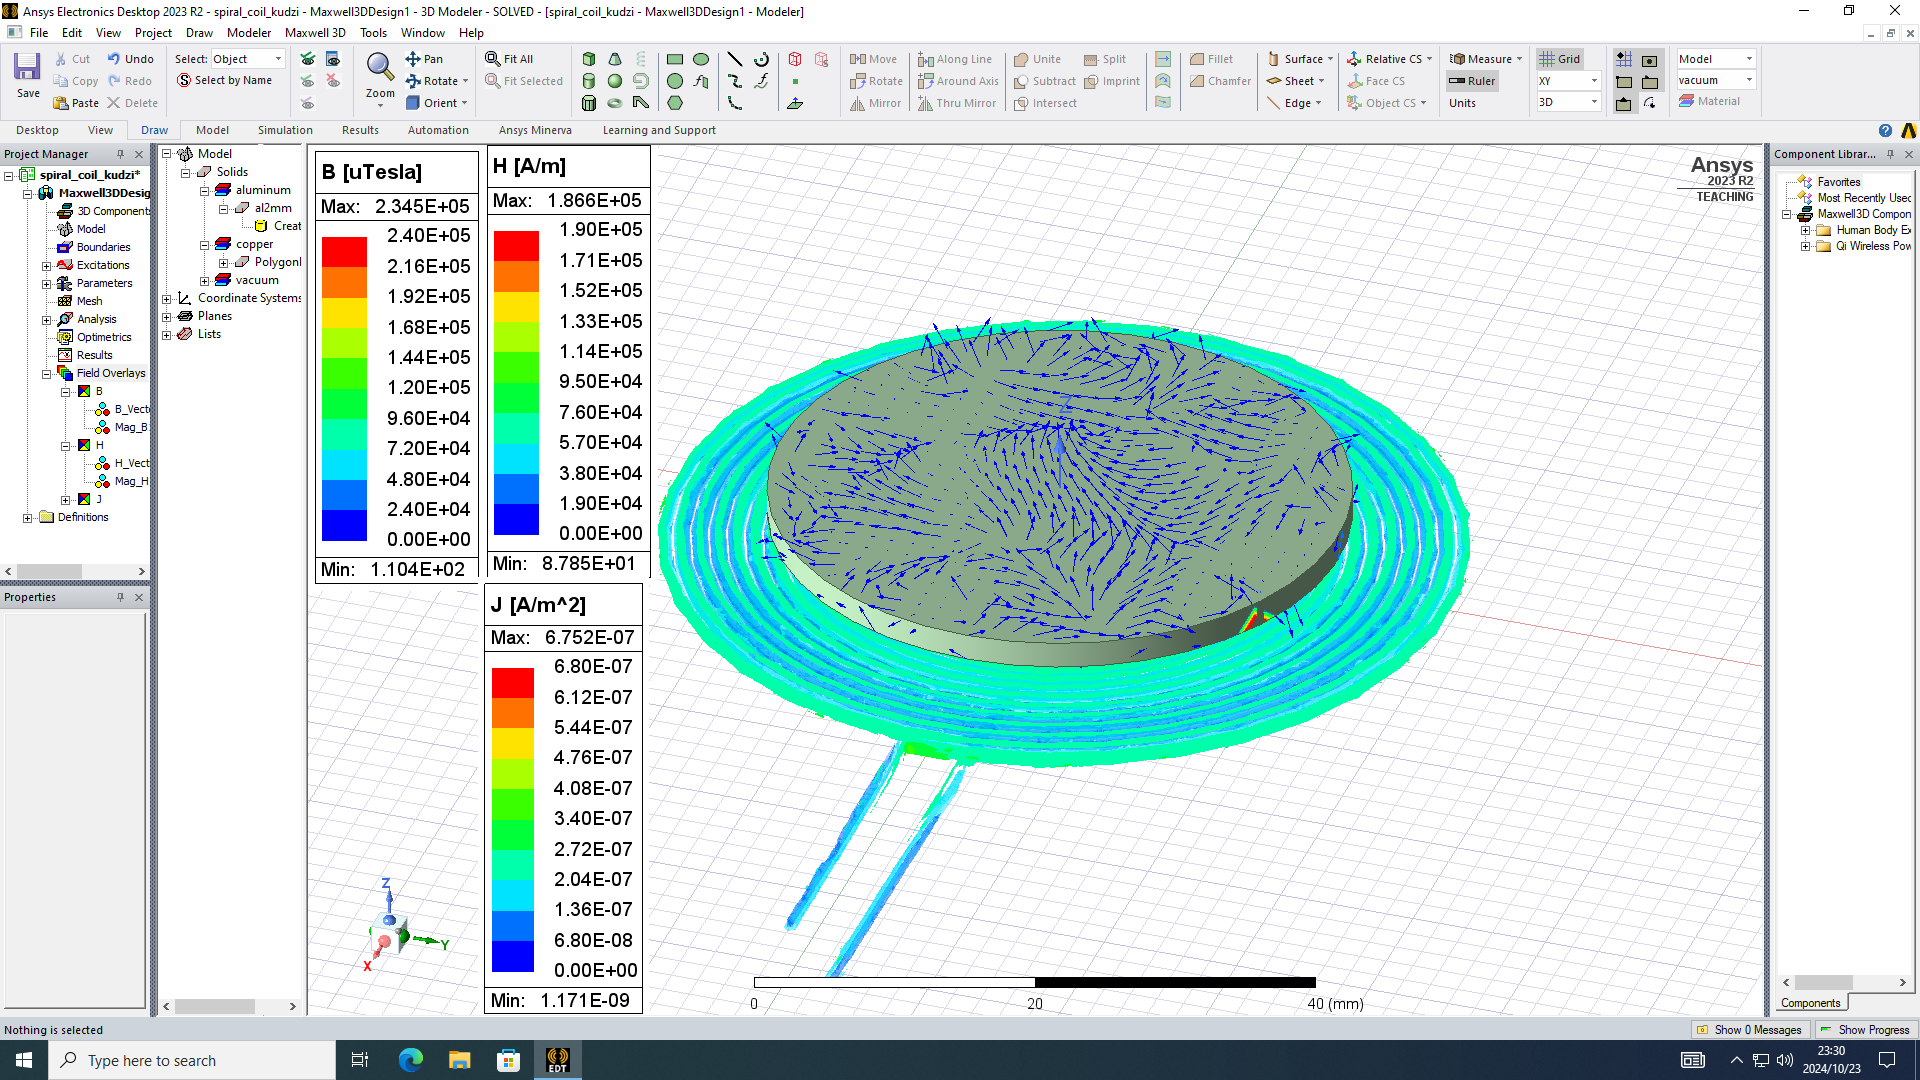 Ansys Electronics Desktop 2023 R2 - spiral_coil_kudzi - Maxwell3DDesign1 - 3D Modeler - SOLVED - [spiral_coil_kudzi - Maxwell3DDesign1 - Modeler]
File Edit View Project Draw Modeler Maxwell 3D Tools Window Help
Save
Cut
Copy
Paste
Undo
Redo
Delete
Select: Object
Select by Name
Zoom
Pan
Rotate
Orient
Fit All
Fit Selected
Move
Rotate
Mirror
Along Line
Around Axis
Thru Mirror
Unite
Subtract
Intersect
Split
Imprint
Fillet
Chamfer
Surface
Sheet
Edge
Relative CS
Face CS
Object CS
Measure
Ruler
Units
Grid
XY
3D
Model
vacuum
Material
Desktop View Draw Model Simulation Results Automation Ansys Minerva Learning and Support
Project Manager
spiral_coil_kudzi*
Maxwell3DDesig
3D Component
Model
Boundaries
Excitations
Parameters
Mesh
Analysis
Optimetrics
Results
Field Overlays
B
B_Vect
Mag_B
H
H_Vect
Mag_H
J
Definitions
Properties
Model
Solids
aluminum
al2mm
Creat
copper
Polygonl
vacuum
Coordinate Systems
Planes
Lists
B [uTesla]
Max: 2.345E+05
2.40E+05
2.16E+05
1.92E+05
1.68E+05
1.44E+05
1.20E+05
9.60E+04
7.20E+04
4.80E+04
2.40E+04
0.00E+00
Min: 1.104E+02
H [A/m]
Max: 1.866E+05
1.90E+05
1.71E+05
1.52E+05
1.33E+05
1.14E+05
9.50E+04
7.60E+04
5.70E+04
3.80E+04
1.90E+04
0.00E+00
Min: 8.785E+01
J [A/m^2]
Max: 6.752E-07
6.80E-07
6.12E-07
5.44E-07
4.76E-07
4.08E-07
3.40E-07
2.72E-07
2.04E-07
1.36E-07
6.80E-08
0.00E+00
Min: 1.171E-09
Ansys
2023 R2
TEACHING
Z
Z
Y
X
0 20 40 (mm)
Component Librar...
Favorites
Most Recently Used
Maxwell3D Compon
Human Body Ex
Qi Wireless Pow
Components
Nothing is selected
Show 0 Messages
Show Progress
Type here to search
EDT
23:30
2024/10/23